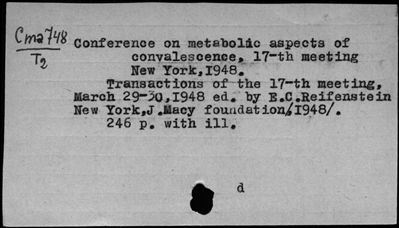 Cma748
T2
Conference on metabolic aspects of
convalescence, 17-th meeting
New York,1948.
Transactions of the 17-th meeting,
March 29-30,1948 ed. by E.C.Reifenstein
New York,J.Macy foundation/1948/.
246 p. with ill.
d